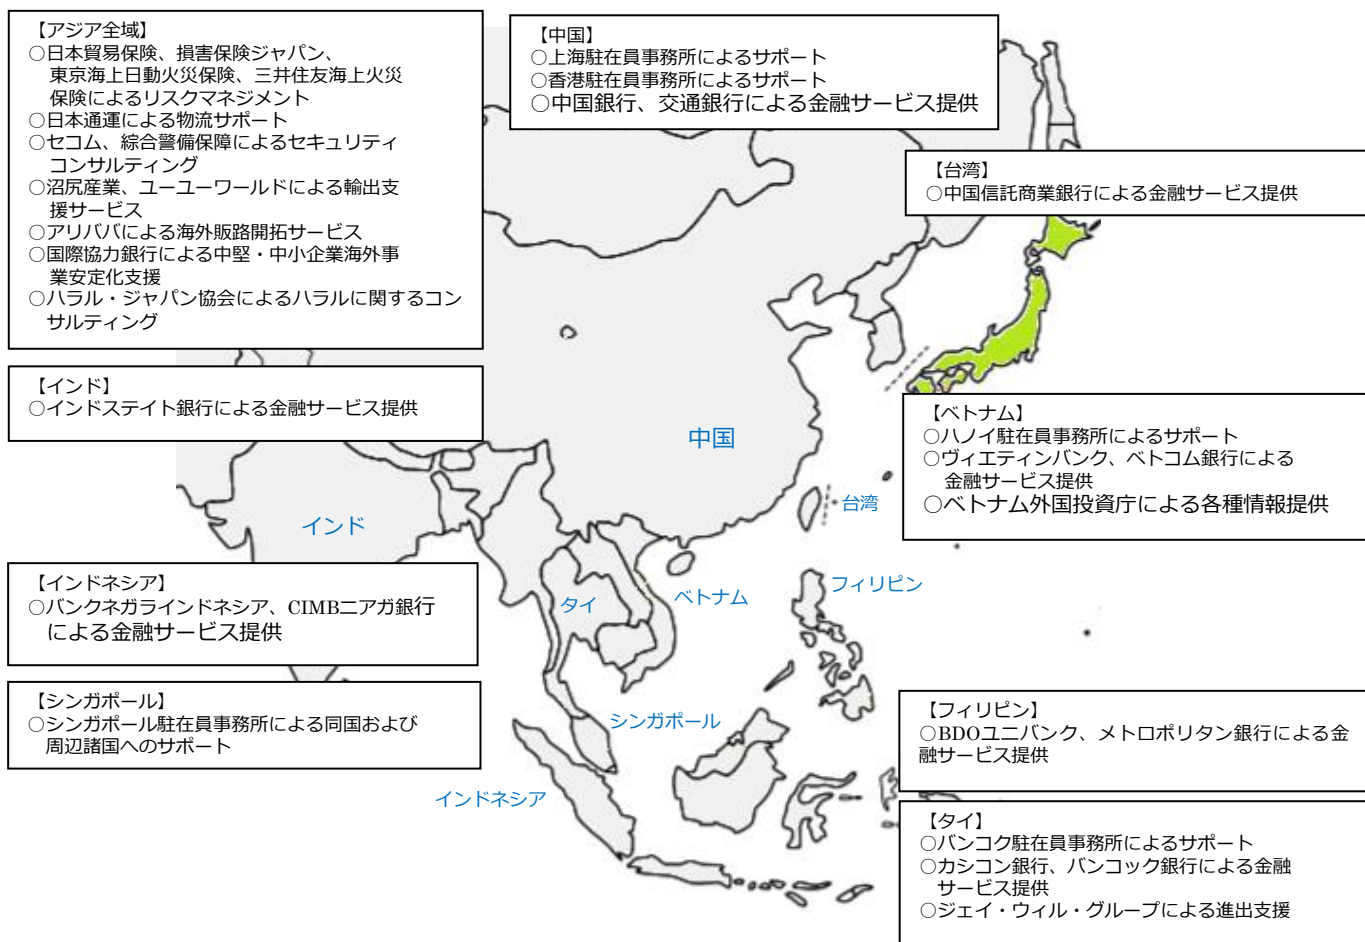 【アジア全域】
○日本貿易保険、損害保険ジャパン、
東京海上日動火災保険、三井住友海上火災
保険によるリスクマネジメント
○日本通運による物流サポート
○セコム、綜合警備保障によるセキュリティ
コンサルティング
○沼尻産業、ユーユーワールドによる輸出支
援サービス
○アリババによる海外販路開拓サービス
○国際協力銀行による中堅・中小企業海外事
業安定化支援
○ハラル・ジャパン協会によるハラルに関するコン
サルティング
【中国】
○上海駐在員事務所によるサポート
○香港駐在員事務所によるサポート
○中国銀行、交通銀行による金融サービス提供
【台湾】
○中国信託商業銀行による金融サービス提供
【インド】
○インドステイト銀行による金融サービス提供
【ベトナム】
○ハノイ駐在員事務所によるサポート
○ヴィエティンバンク、ベトコム銀行による
金融サービス提供
○ベトナム外国投資庁による各種情報提供
中国
台湾
インド
【インドネシア】
○バンクネガラインドネシア、CIMBニアガ銀行
による金融サービス提供
タイ
ベトナム
フィリピン
【シンガポール】
○シンガポール駐在員事務所による同国および
周辺諸国へのサポート
シンガポール
インドネシア
【フィリピン】
○BDOユニバンク、メトロポリタン銀行による金
融サービス提供
【タイ】
○バンコク駐在員事務所によるサポート
○カシコン銀行、バンコック銀行による金融
サービス提供
○ジェイ・ウィル・グループによる進出支援